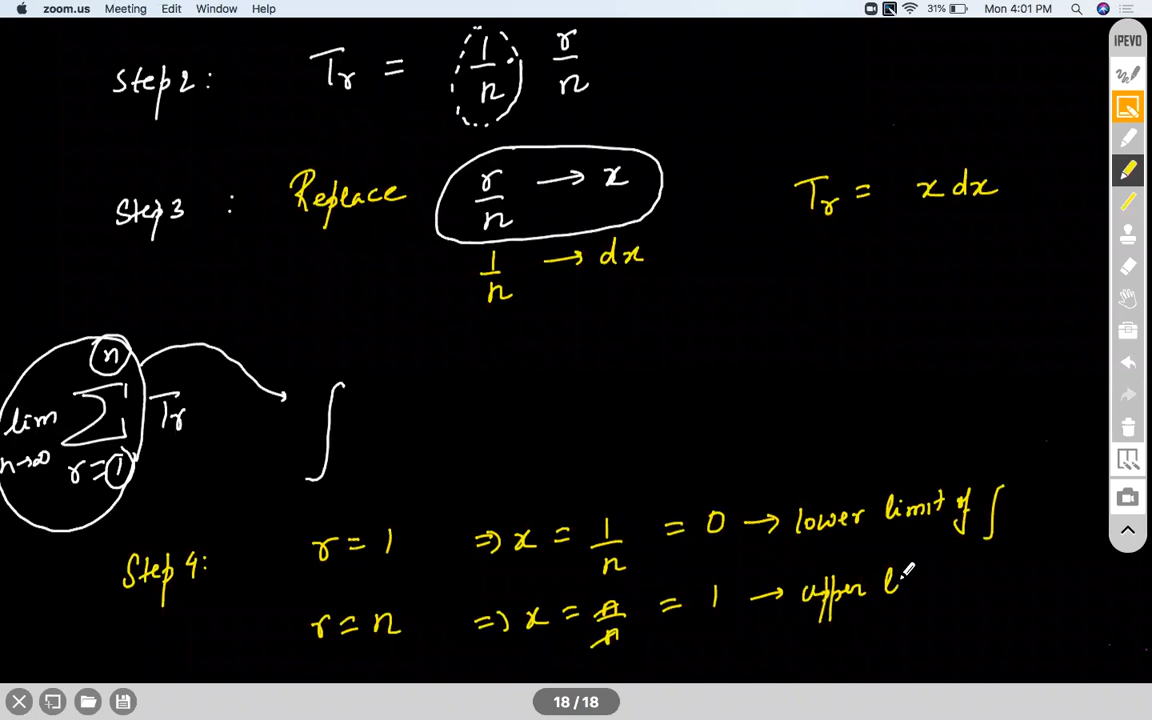 zoom.us Meeting Edit View Window Help 31% Mon 4:01 PM
IPEVO
Step 2: Tr = 1/n · r/n
Step 3 : Replace r/n → x Tr = x dx
1/n → dx
lim n→∞ n Σ r=1 Tr ∫
Step 4: r = 1 ⇒ x = 1/n = 0 → lower limit of ∫
r = n ⇒ x = n/n = 1 → upper l
18 / 18